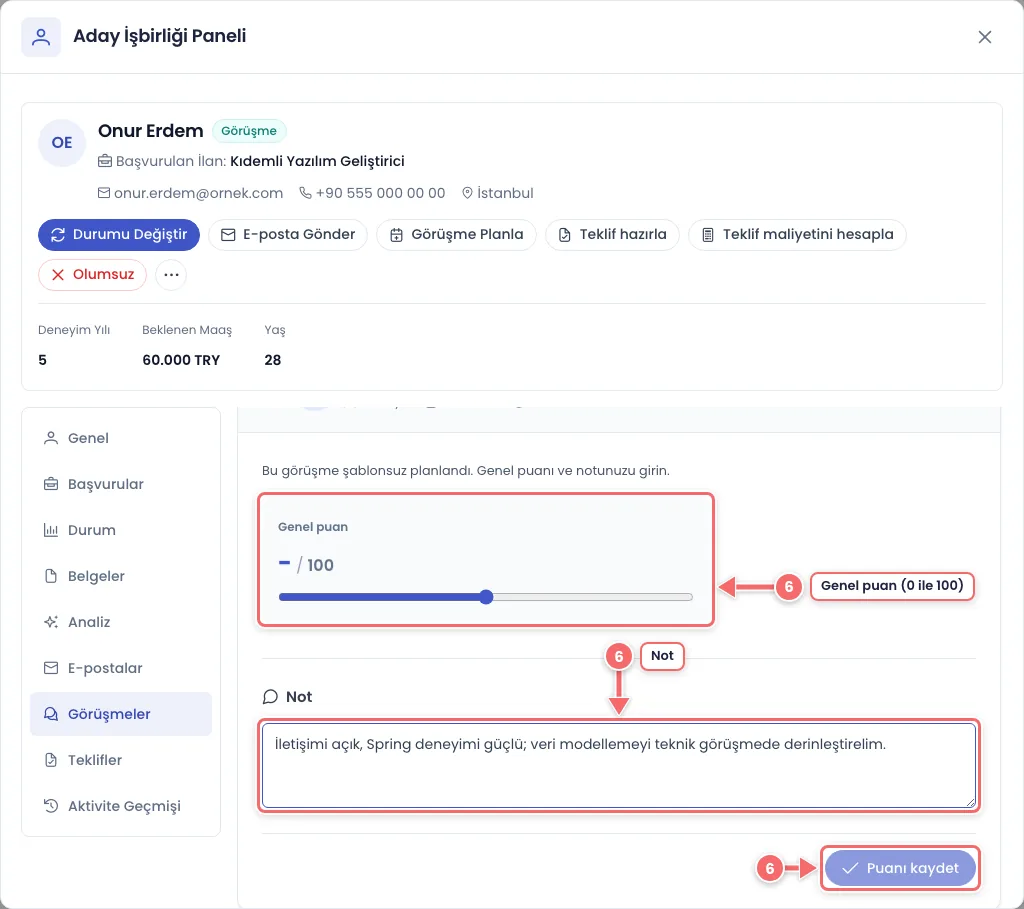 Aday İşbirliği Paneli
OE
Onur Erdem
Görüşme
Başvurulan İlan: Kıdemli Yazılım Geliştirici
onur.erdem@ornek.com +90 555 000 00 00 İstanbul
Durumu Değiştir
E-posta Gönder
Görüşme Planla
Teklif hazırla
Teklif maliyetini hesapla
Olumsuz
Deneyim Yılı Beklenen Maaş Yaş
5 60.000 TRY 28
Genel
Başvurular
Durum
Belgeler
Analiz
E-postalar
Görüşmeler
Teklifler
Aktivite Geçmişi
Bu görüşme şablonsuz planlandı. Genel puanı ve notunuzu girin.
Genel puan
- / 100
6 Genel puan (0 ile 100)
6 Not
Not
İletişimi açık, Spring deneyimi güçlü; veri modellemeyi teknik görüşmede derinleştirelim.
6 Puanı kaydet